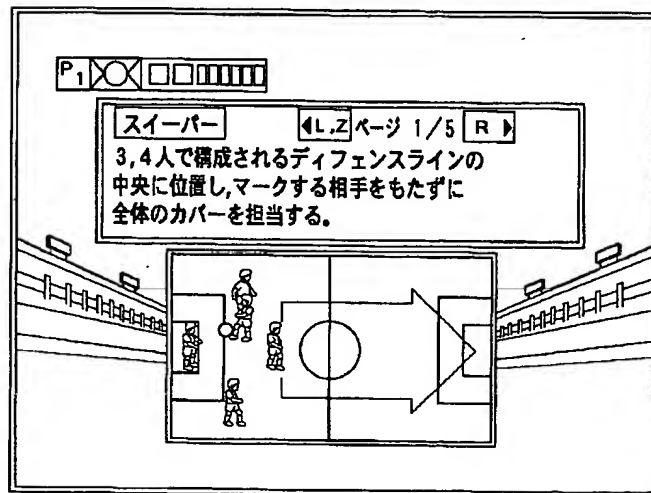 P1
スイーパー ◀L,Z ページ 1/5 R ▶
3,4人で構成されるディフェンスラインの
中央に位置し,マークする相手をもたずに
全体のカバーを担当する。